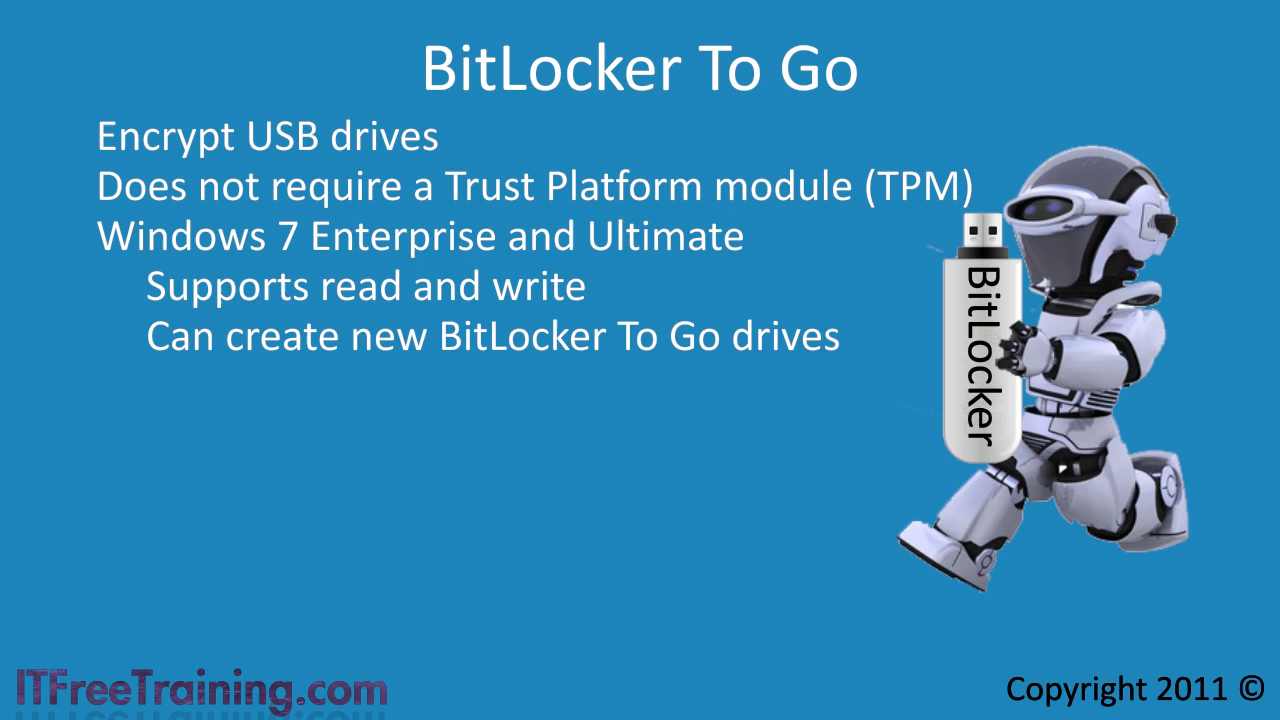 BitLocker To Go
Encrypt USB drives
Does not require a Trust Platform module (TPM)
Windows 7 Enterprise and Ultimate
Supports read and write
Can create new BitLocker To Go drives
BitLocker
ITFreeTraining.com
Copyright 2011 ©